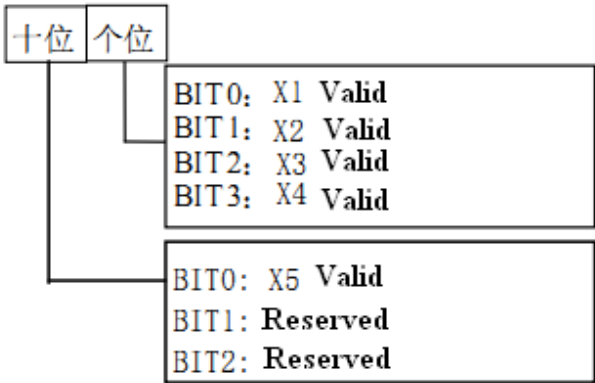 十位 个位
BIT0: X1 Valid
BIT1: X2 Valid
BIT2: X3 Valid
BIT3: X4 Valid
BIT0: X5 Valid
BIT1: Reserved
BIT2: Reserved